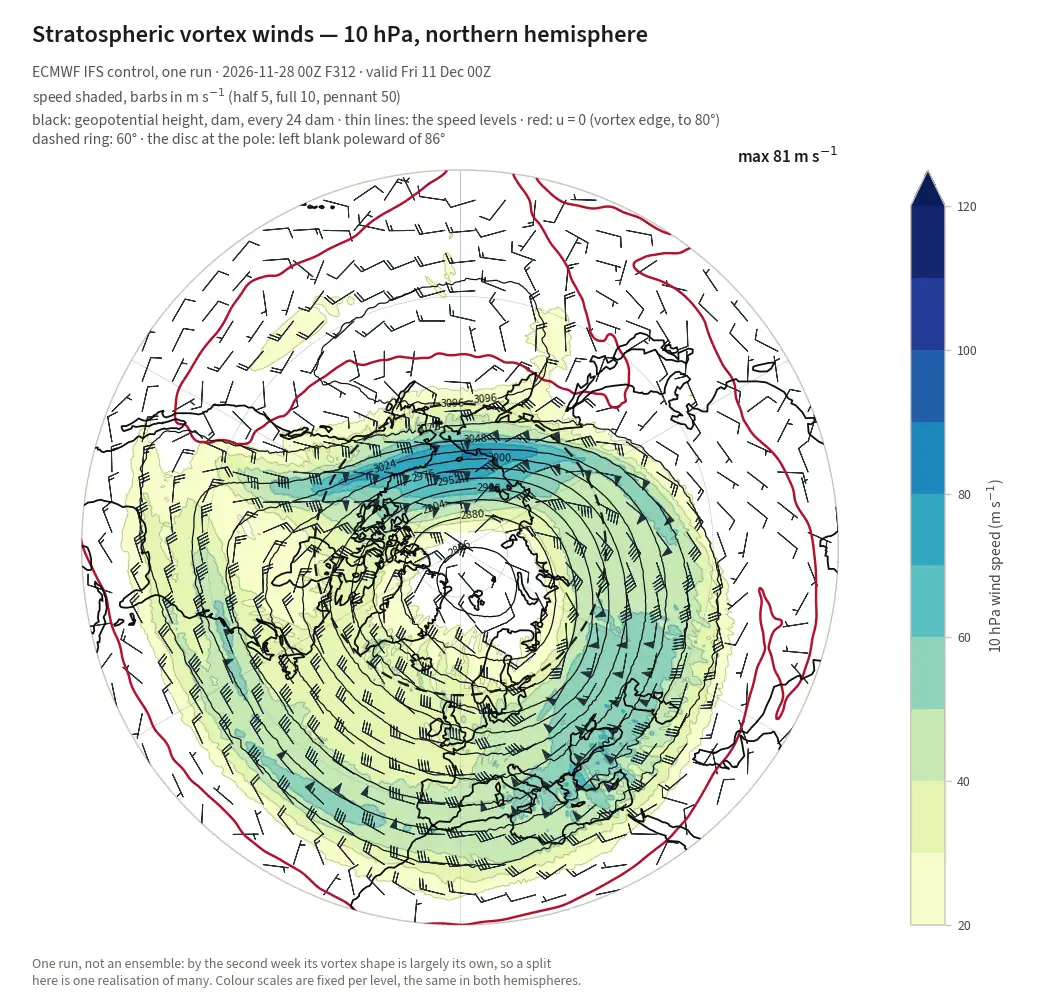 Stratospheric vortex winds — 10 hPa, northern hemisphere
ECMWF IFS control, one run · 2026-11-28 00Z F312 · valid Fri 11 Dec 00Z
speed shaded, barbs in m s⁻¹ (half 5, full 10, pennant 50)
black: geopotential height, dam, every 24 dam · thin lines: the speed levels · red: u = 0 (vortex edge, to 80°)
dashed ring: 60° · the disc at the pole: left blank poleward of 86°
max 81 m s⁻¹
120
100
80
60
40
20
10 hPa wind speed (m s⁻¹)
3096
3096
3048
3024
3000
2952
2880
One run, not an ensemble: by the second week its vortex shape is largely its own, so a split
here is one realisation of many. Colour scales are fixed per level, the same in both hemispheres.